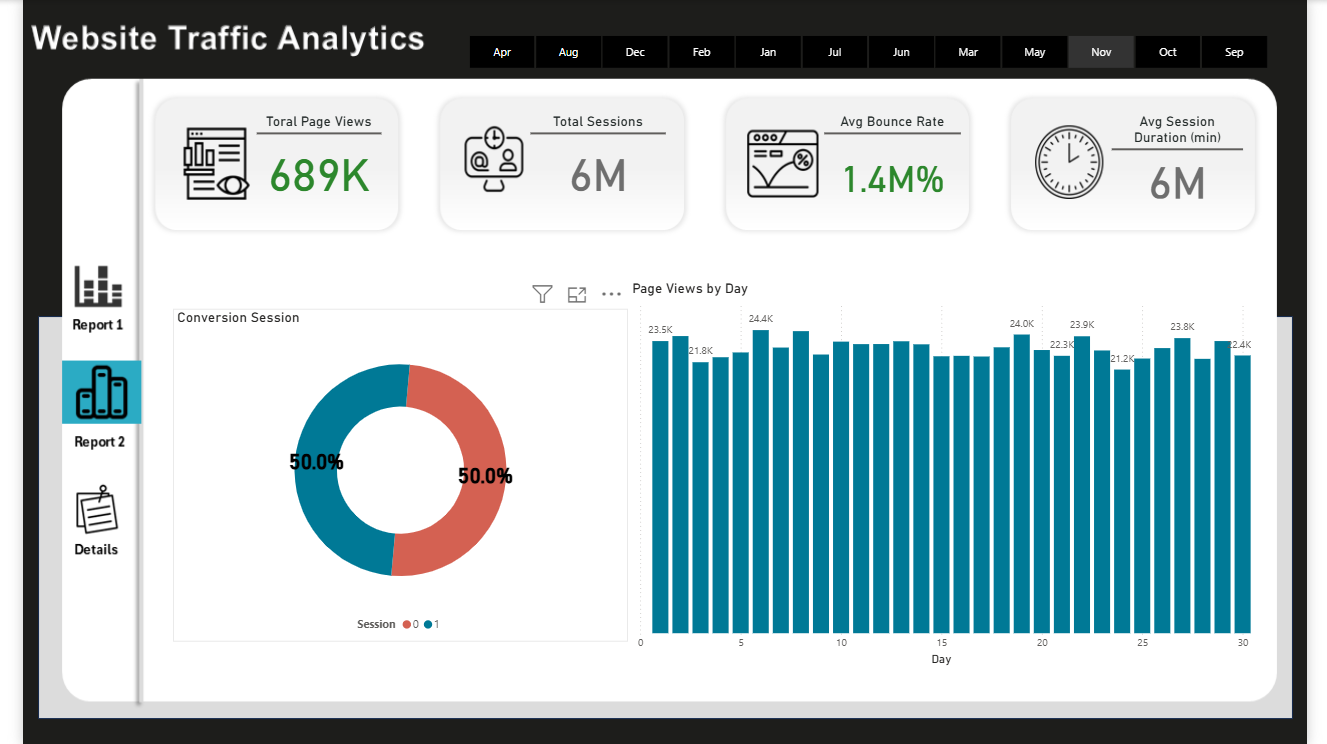 Website Traffic Analytics
Apr
Aug
Dec
Feb
Jan
Jul
Jun
Mar
May
Nov
Oct
Sep
Toral Page Views
689K
Total Sessions
@
6M
Avg Bounce Rate
%
1.4M%
Avg Session
Duration (min)
6M
Report 1
Report 2
Details
Conversion Session
50.0%
50.0%
Session 0 1
Page Views by Day
23.5K
21.8K
24.4K
24.0K
22.3K
23.9K
21.2K
23.8K
22.4K
0
5
10
15
20
25
30
Day